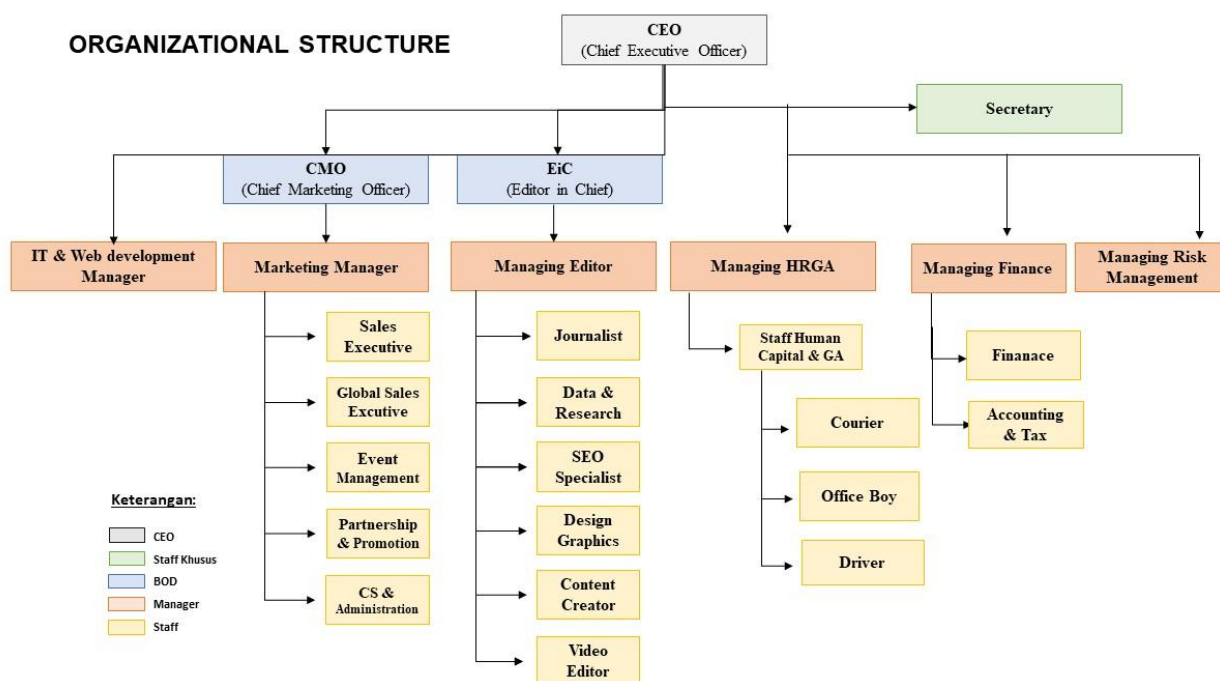 ORGANIZATIONAL STRUCTURE
CEO
(Chief Executive Officer)
Secretary
CMO
(Chief Marketing Officer)
EiC
(Editor in Chief)
IT & Web development
Manager
Marketing Manager
Managing Editor
Managing HRGA
Managing Finance
Managing Risk
Management
Sales
Executive
Global Sales
Excutive
Event
Management
Partnership
& Promotion
CS &
Administration
Journalist
Data &
Research
SEO
Specialist
Design
Graphics
Content
Creator
Video
Editor
Staff Human
Capital & GA
Courier
Office Boy
Driver
Finanace
Accounting
& Tax
Keterangan:
CEO
Staff Khusus
BOD
Manager
Staff